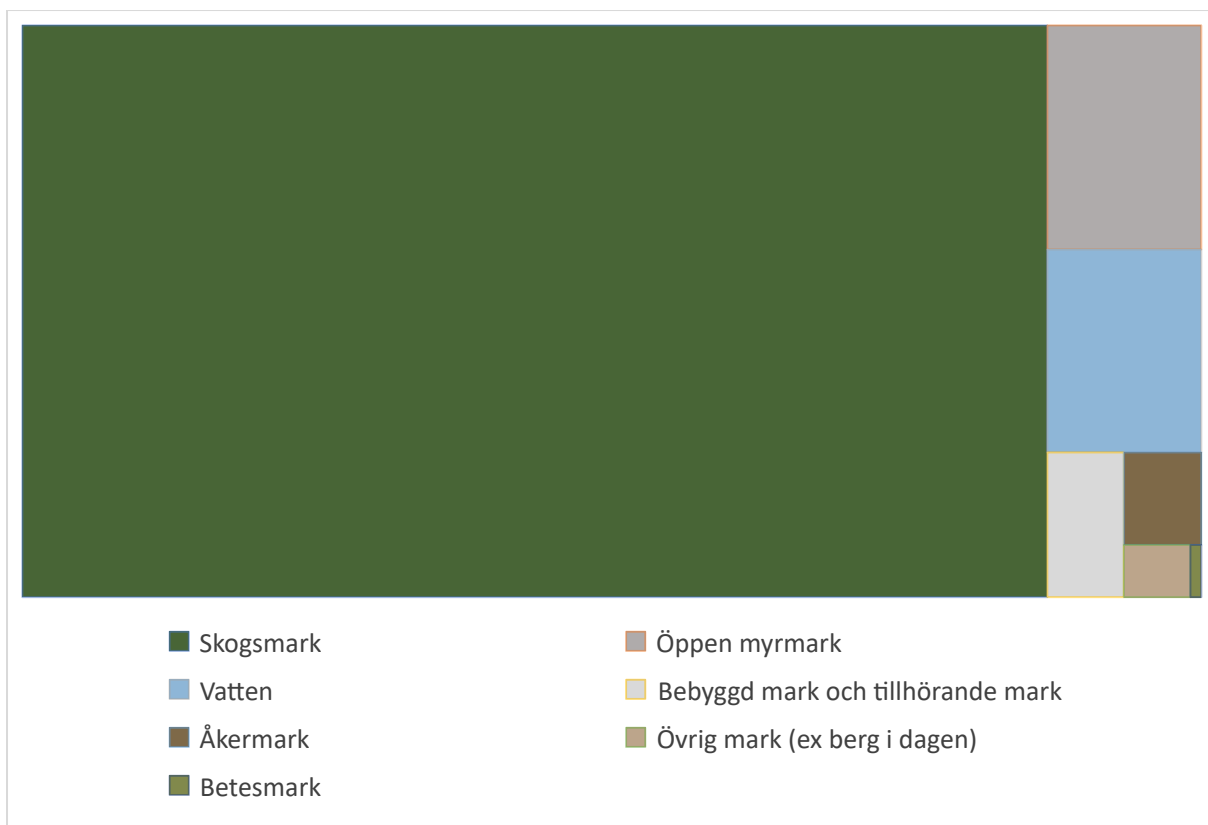 Skogsmark
Öppen myrmark
Vatten
Bebyggd mark och tillhörande mark
Åkermark
Övrig mark (ex berg i dagen)
Betesmark